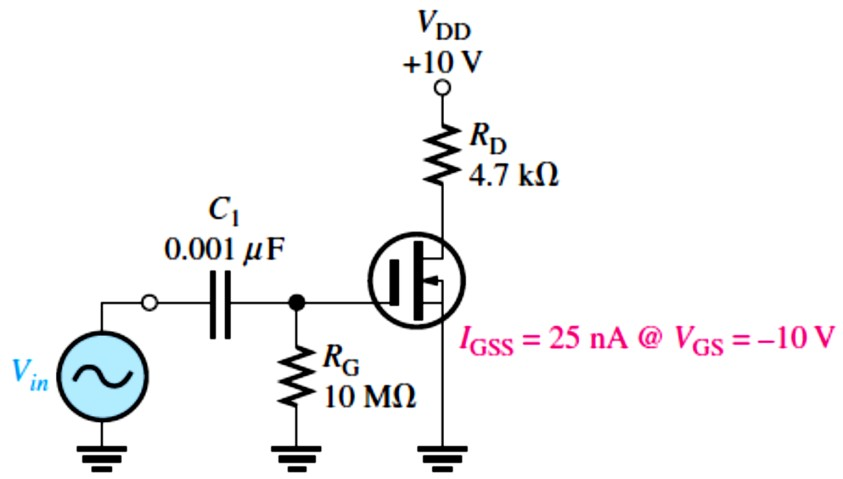 V_DD
+10 V
R_D
4.7 kΩ
C_1
0.001 μF
I_GSS = 25 nA @ V_GS = –10 V
V_in
R_G
10 MΩ